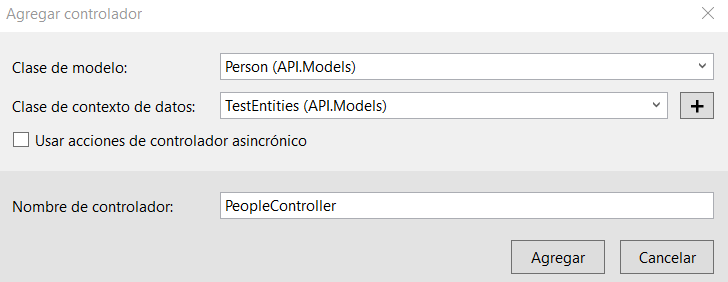 Agregar controlador
Clase de modelo: Person (API.Models)
Clase de contexto de datos: TestEntities (API.Models)
Usar acciones de controlador asincrónico
Nombre de controlador: PeopleController
Agregar Cancelar